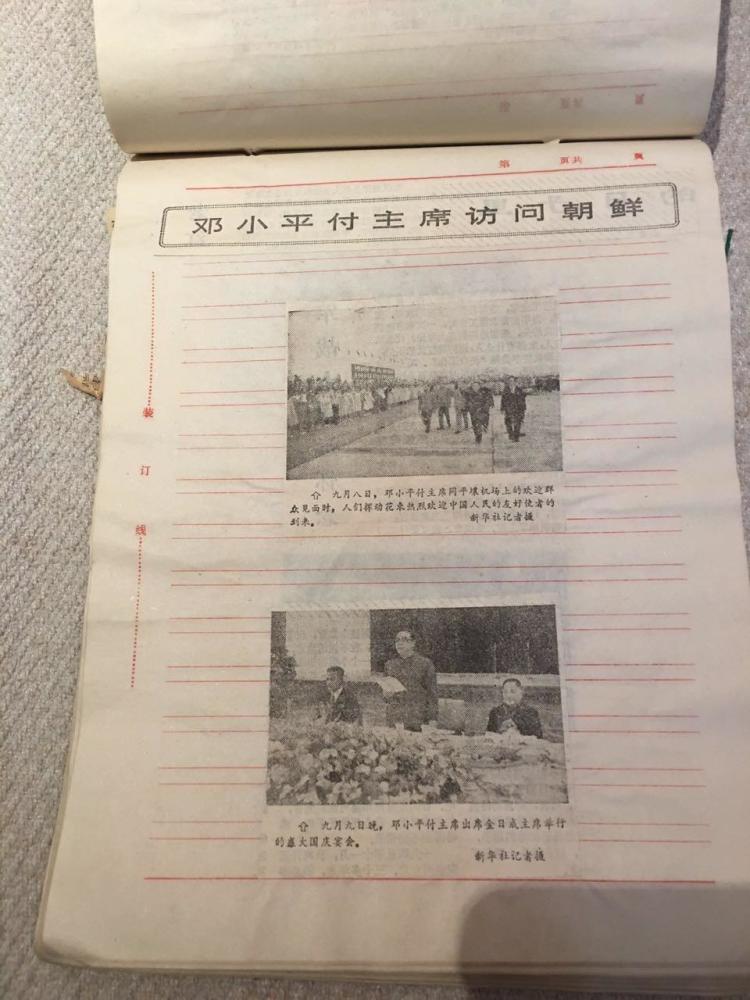 第 页共 页
邓小平付主席访问朝鲜
装
订
线
九月八日，邓小平付主席同平壤机场上的欢迎群
众见面时，人们挥动花束热烈欢迎中国人民的友好使者的
到来。 新华社记者摄
九月九日晚，邓小平付主席出席金日成主席举行
的盛大国庆宴会。
新华社记者摄